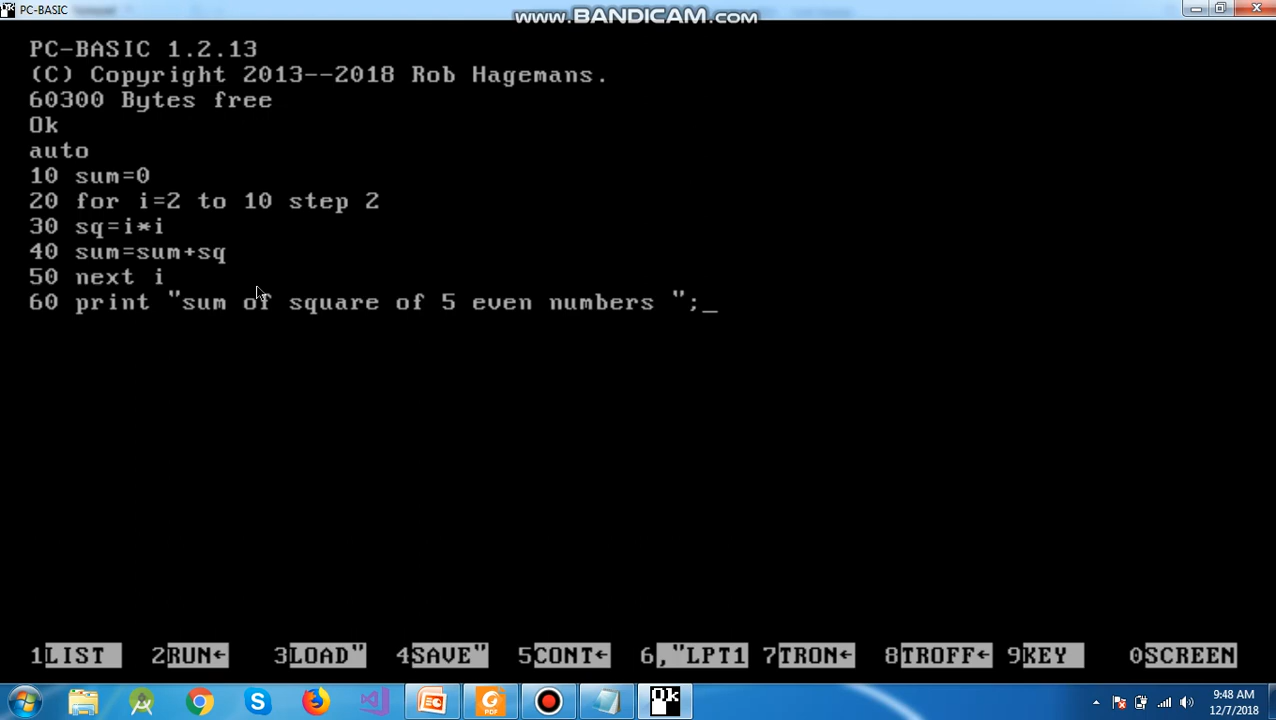 PC-BASIC
www.BANDICAM.com
PC-BASIC 1.2.13
(C) Copyright 2013--2018 Rob Hagemans.
60300 Bytes free
Ok
auto
10 sum=0
20 for i=2 to 10 step 2
30 sq=i*i
40 sum=sum+sq
50 next i
60 print "sum of square of 5 even numbers ";_
1LIST 2RUN← 3LOAD" 4SAVE" 5CONT← 6,"LPT1 7TRON← 8TROFF← 9KEY 0SCREEN
PDF
Ok
9:48 AM
12/7/2018